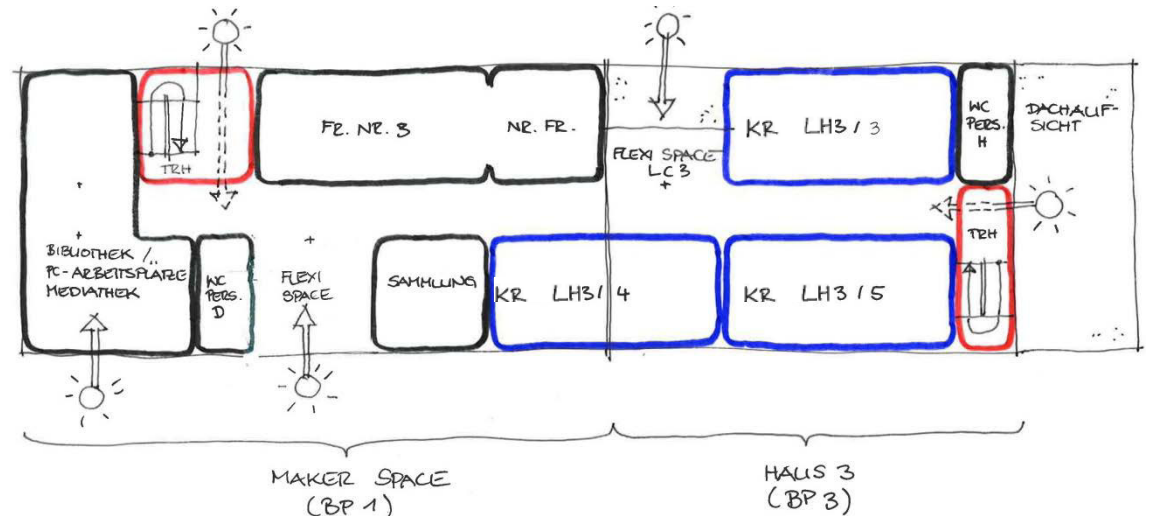 TRH
FR. NR. 3
NR. FR.
FLEXI SPACE
LC3
KR LH3/3
WC
PERS.
H
DACHAUF-
SICHT
BIBLIOTHEK /
PC-ARBEITSPLÄTZE
MEDIATHEK
WC
PERS.
D
FLEXI
SPACE
SAMMLUNG
KR LH3/4
KR LH3/5
TRH
MAKER SPACE
(BP 1)
HAUS 3
(BP 3)